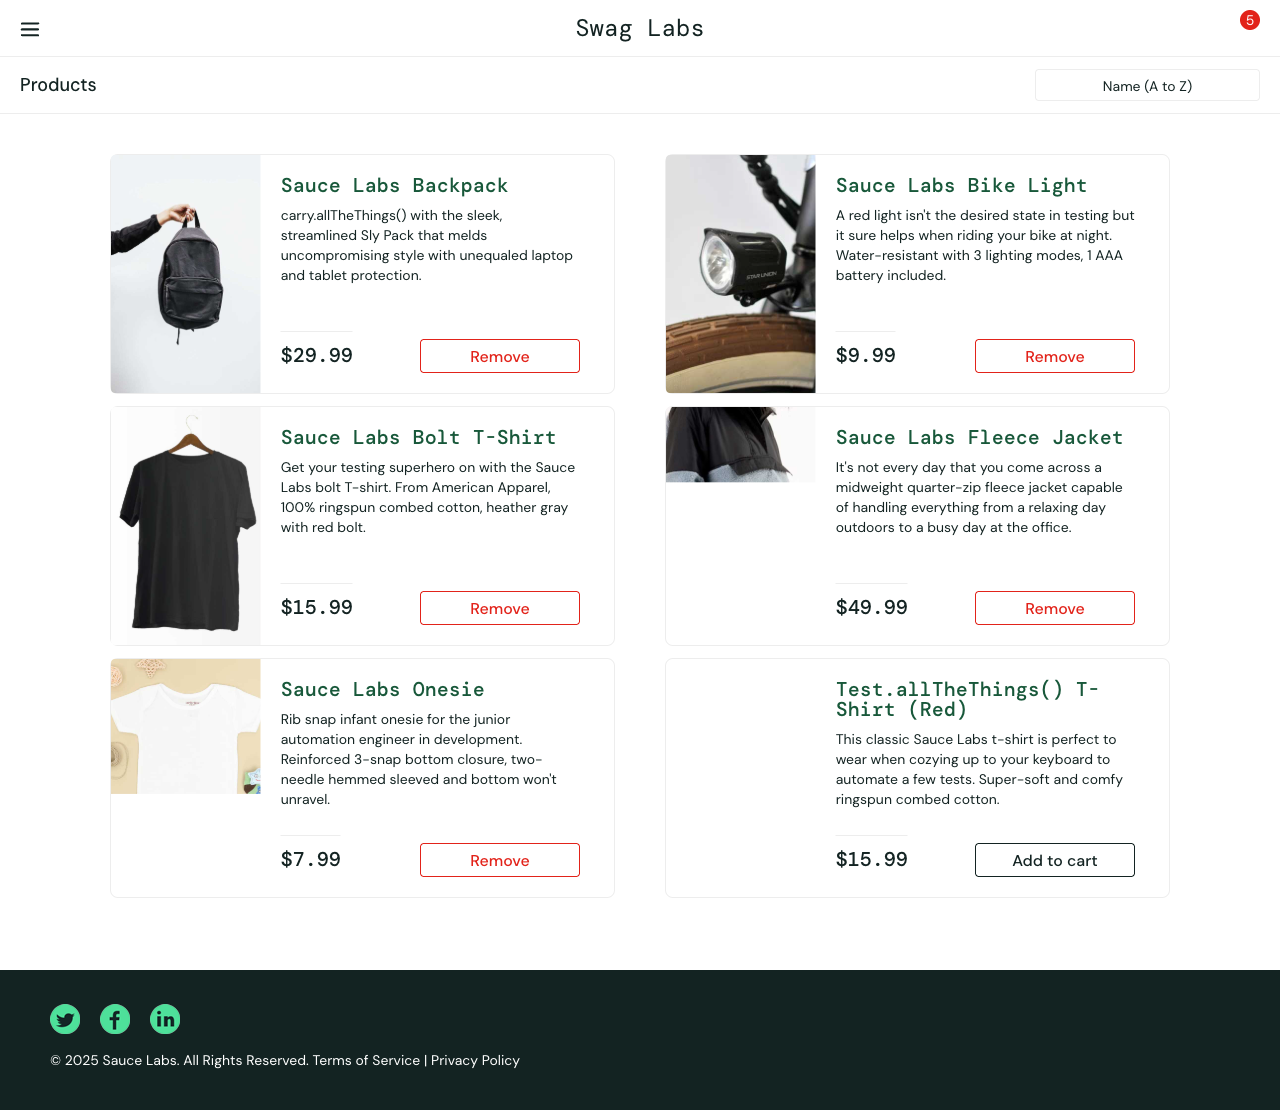 Swag Labs
5
Products
Name (A to Z)
Sauce Labs Backpack
carry.allTheThings() with the sleek,
streamlined Sly Pack that melds
uncompromising style with unequaled laptop
and tablet protection.
$29.99
Remove
Sauce Labs Bike Light
A red light isn't the desired state in testing but
it sure helps when riding your bike at night.
Water-resistant with 3 lighting modes, 1 AAA
battery included.
STAR UNION
$9.99
Remove
Sauce Labs Bolt T-Shirt
Get your testing superhero on with the Sauce
Labs bolt T-shirt. From American Apparel,
100% ringspun combed cotton, heather gray
with red bolt.
$15.99
Remove
Sauce Labs Fleece Jacket
It's not every day that you come across a
midweight quarter-zip fleece jacket capable
of handling everything from a relaxing day
outdoors to a busy day at the office.
$49.99
Remove
Sauce Labs Onesie
Rib snap infant onesie for the junior
automation engineer in development.
Reinforced 3-snap bottom closure, two-
needle hemmed sleeved and bottom won't
unravel.
$7.99
Remove
Test.allTheThings() T-
Shirt (Red)
This classic Sauce Labs t-shirt is perfect to
wear when cozying up to your keyboard to
automate a few tests. Super-soft and comfy
ringspun combed cotton.
$15.99
Add to cart
© 2025 Sauce Labs. All Rights Reserved. Terms of Service | Privacy Policy